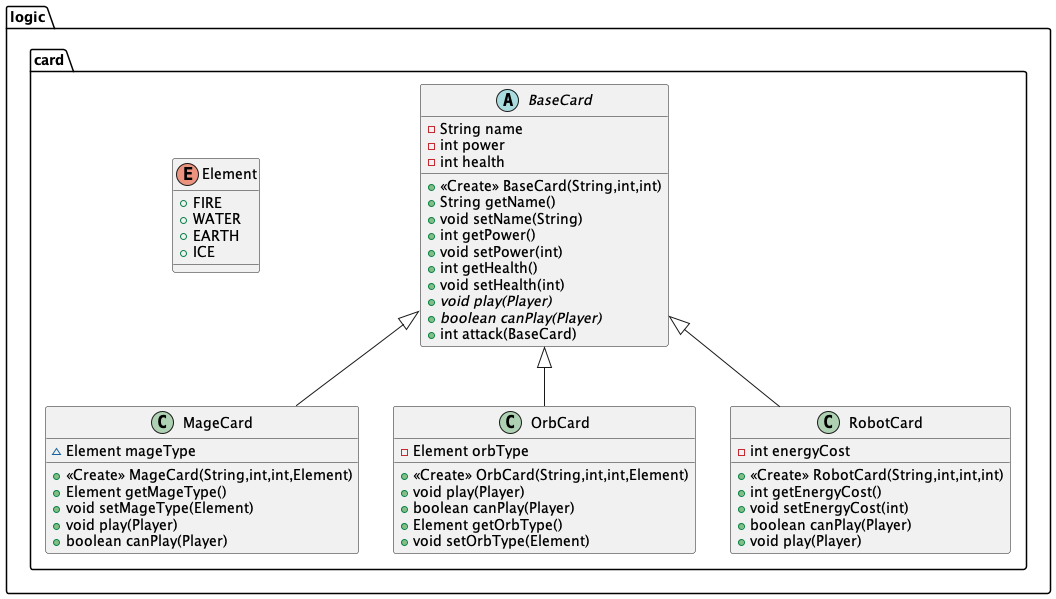 logic
card
A BaseCard
String name
int power
int health
«Create» BaseCard(String,int,int)
String getName()
void setName(String)
int getPower()
void setPower(int)
int getHealth()
void setHealth(int)
void play(Player)
boolean canPlay(Player)
int attack(BaseCard)
E Element
FIRE
WATER
EARTH
ICE
C MageCard
Element mageType
«Create» MageCard(String,int,int,Element)
Element getMageType()
void setMageType(Element)
void play(Player)
boolean canPlay(Player)
C OrbCard
Element orbType
«Create» OrbCard(String,int,int,Element)
void play(Player)
boolean canPlay(Player)
Element getOrbType()
void setOrbType(Element)
C RobotCard
int energyCost
«Create» RobotCard(String,int,int,int)
int getEnergyCost()
void setEnergyCost(int)
boolean canPlay(Player)
void play(Player)